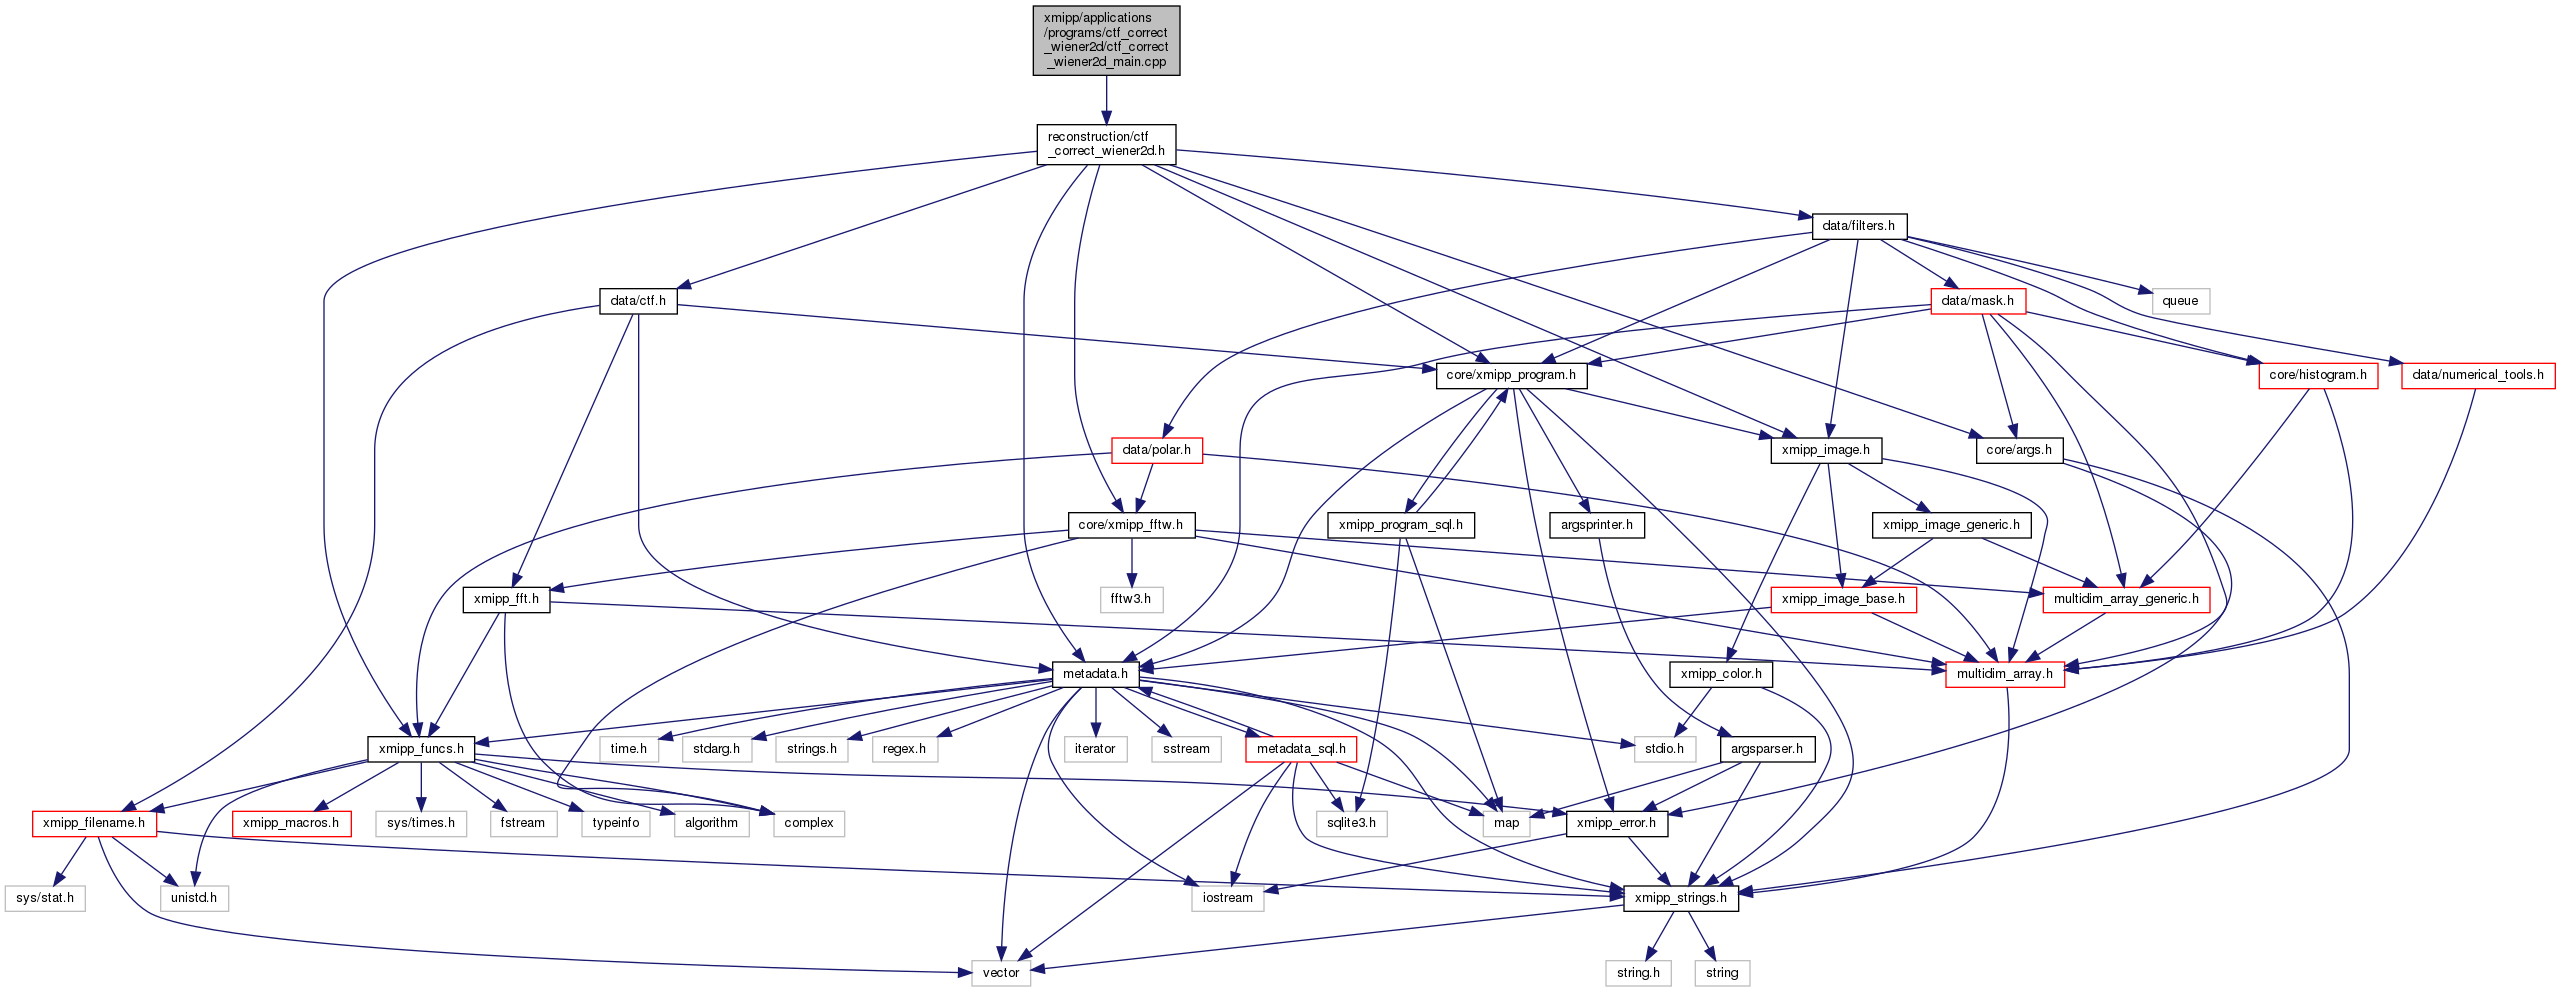 xmipp/applications
/programs/ctf_correct
_wiener2d/ctf_correct
_wiener2d_main.cpp
reconstruction/ctf
_correct_wiener2d.h
data/filters.h
data/ctf.h
data/mask.h
queue
core/xmipp_program.h
core/histogram.h
data/numerical_tools.h
data/polar.h
xmipp_image.h
core/args.h
core/xmipp_fftw.h
xmipp_program_sql.h
argsprinter.h
xmipp_image_generic.h
xmipp_fft.h
fftw3.h
xmipp_image_base.h
multidim_array_generic.h
metadata.h
xmipp_color.h
multidim_array.h
xmipp_funcs.h
time.h
stdarg.h
strings.h
regex.h
iterator
sstream
metadata_sql.h
stdio.h
argsparser.h
xmipp_filename.h
xmipp_macros.h
sys/times.h
fstream
typeinfo
algorithm
complex
sqlite3.h
map
xmipp_error.h
sys/stat.h
unistd.h
iostream
xmipp_strings.h
vector
string.h
string